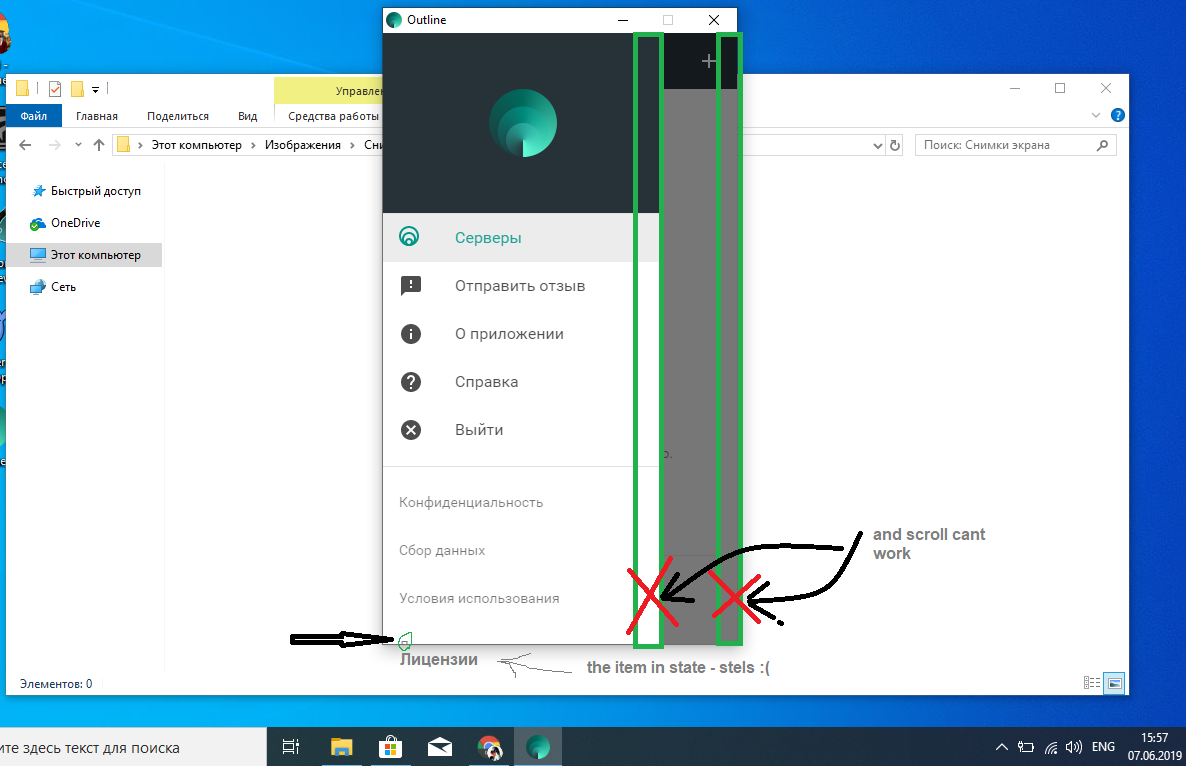 Outline
Управлен
Файл
Главная
Поделиться
Вид
Средства работы
Этот компьютер
Изображения
Поиск: Снимки экрана
Быстрый доступ
OneDrive
Этот компьютер
Сеть
Серверы
Отправить отзыв
О приложении
Справка
Выйти
Конфиденциальность
Сбор данных
Условия использования
Лицензии
and scroll cant
work
the item in state - stels :(
Элементов: 0
здесь текст для поиска
ENG
15:57
07.06.2019